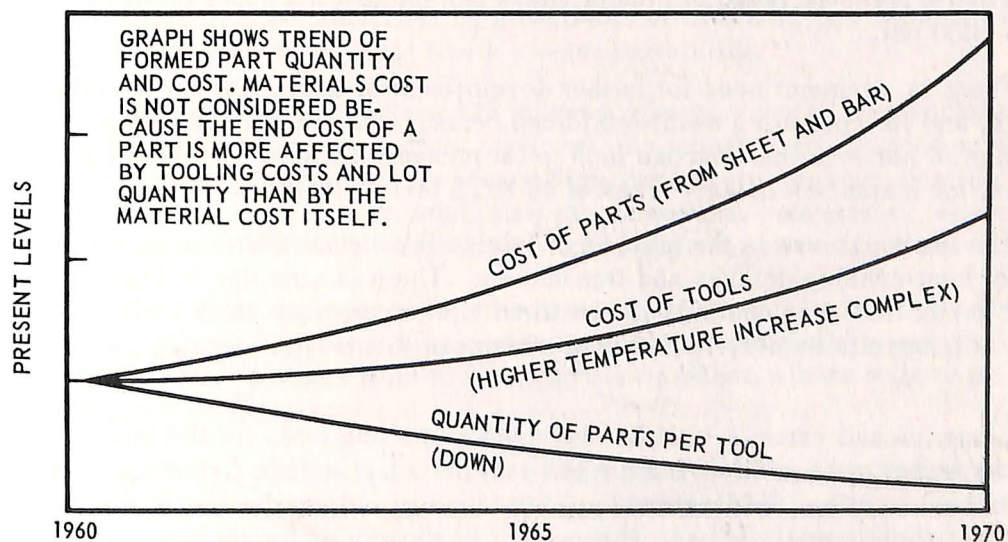 GRAPH SHOWS TREND OF
FORMED PART QUANTITY
AND COST. MATERIALS COST
IS NOT CONSIDERED BE-
CAUSE THE END COST OF A
PART IS MORE AFFECTED
BY TOOLING COSTS AND LOT
QUANTITY THAN BY THE
MATERIAL COST ITSELF.
PRESENT LEVELS
COST OF PARTS (FROM SHEET AND BAR)
COST OF TOOLS
(HIGHER TEMPERATURE INCREASE COMPLEX)
QUANTITY OF PARTS PER TOOL
(DOWN)
1960
1965
1970